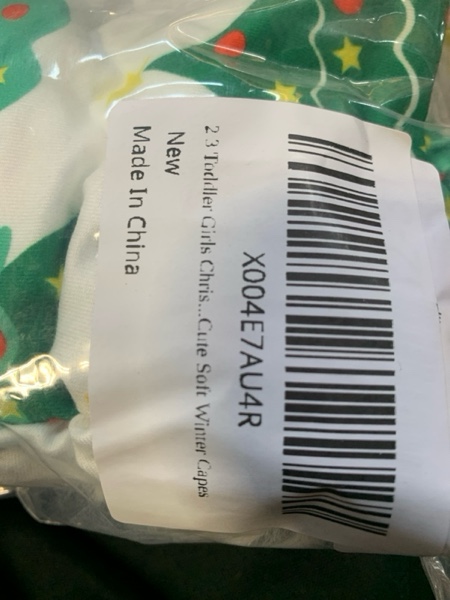 X004E7AU4R
2 3 Toddler Girls Chris...Cute Soft Winter Capes
New
Made In China